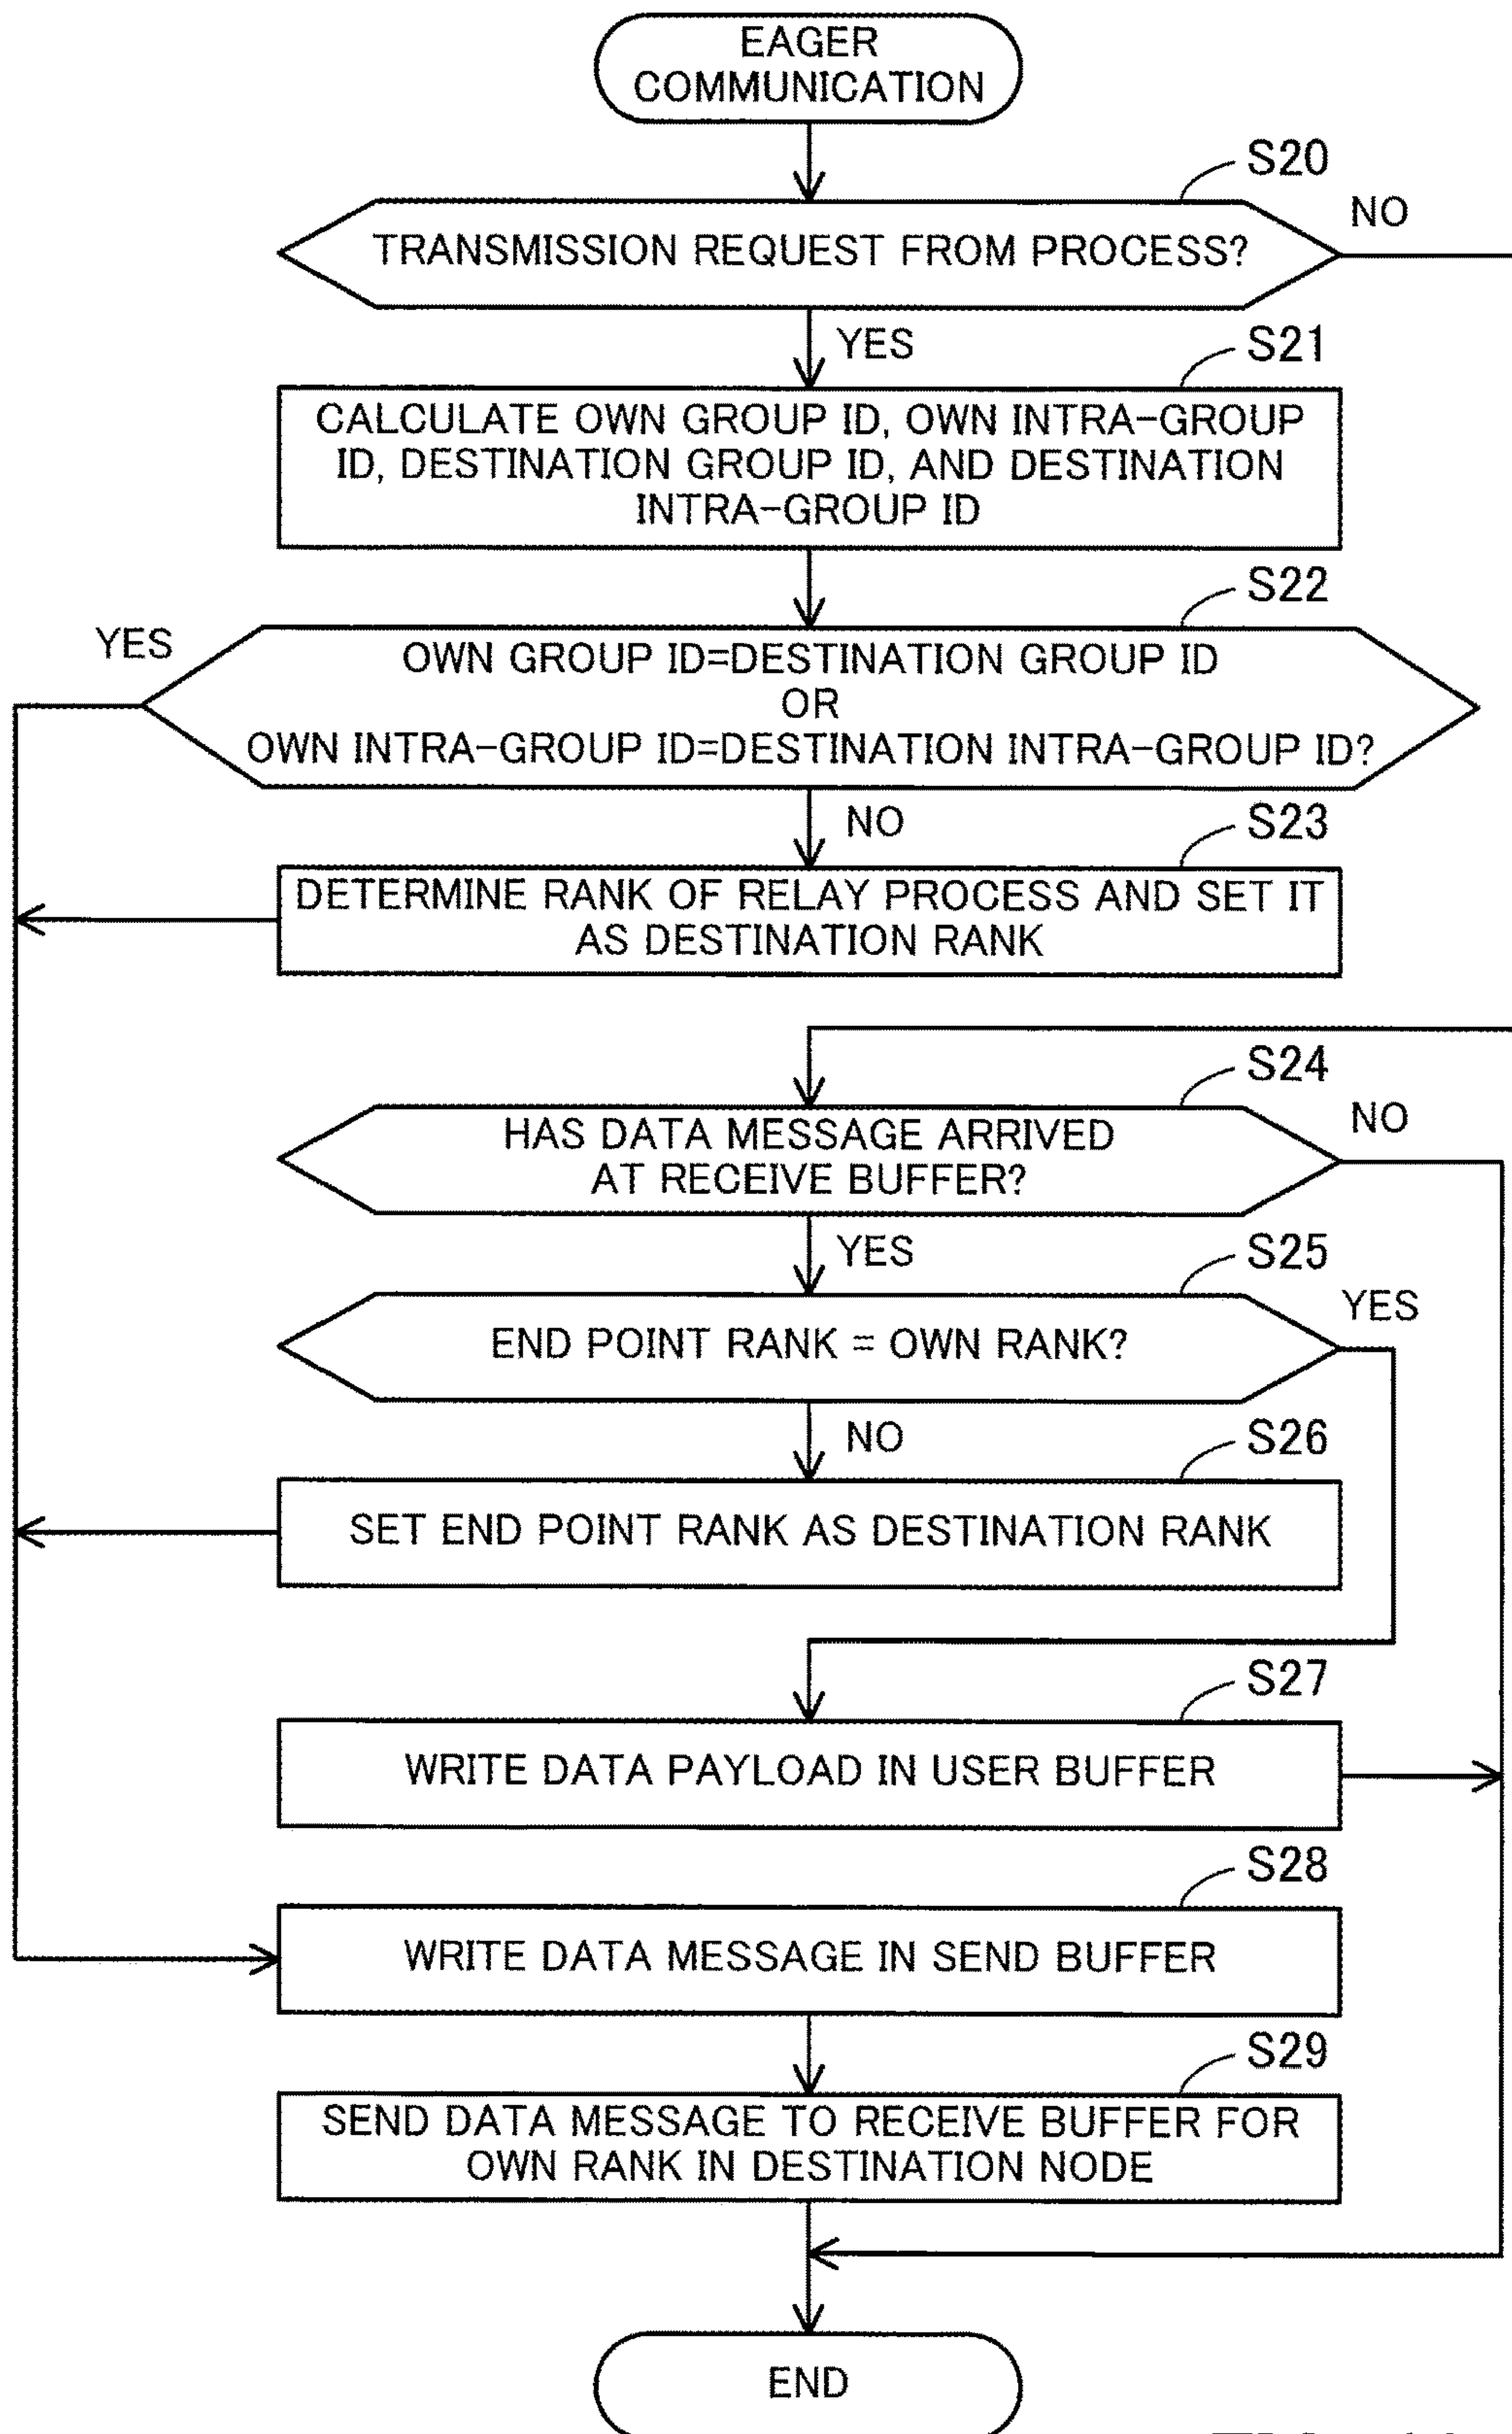 EAGER
COMMUNICATION
S20
NO
TRANSMISSION REQUEST FROM PROCESS?
YES
S21
CALCULATE OWN GROUP ID, OWN INTRA-GROUP
ID, DESTINATION GROUP ID, AND DESTINATION
INTRA-GROUP ID
S22
YES
OWN GROUP ID=DESTINATION GROUP ID
OR
OWN INTRA-GROUP ID=DESTINATION INTRA-GROUP ID?
NO
S23
DETERMINE RANK OF RELAY PROCESS AND SET IT
AS DESTINATION RANK
S24
NO
HAS DATA MESSAGE ARRIVED
AT RECEIVE BUFFER?
YES
S25
YES
END POINT RANK = OWN RANK?
NO
S26
SET END POINT RANK AS DESTINATION RANK
S27
WRITE DATA PAYLOAD IN USER BUFFER
S28
WRITE DATA MESSAGE IN SEND BUFFER
S29
SEND DATA MESSAGE TO RECEIVE BUFFER FOR
OWN RANK IN DESTINATION NODE
END